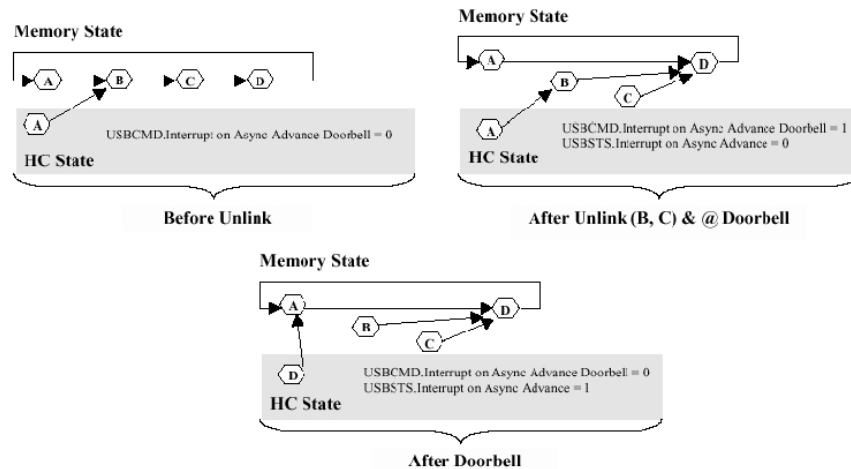 Memory State
A
B
C
D
A
USBCMD.Interrupt on Async Advance Doorbell = 0
HC State
Before Unlink
Memory State
A
D
B
C
A
USBCMD.Interrupt on Async Advance Doorbell = 1
USBSTS.Interrupt on Async Advance = 0
HC State
After Unlink (B, C) & @ Doorbell
Memory State
A
D
B
C
D
USBCMD.Interrupt on Async Advance Doorbell = 0
USBSTS.Interrupt on Async Advance = 1
HC State
After Doorbell